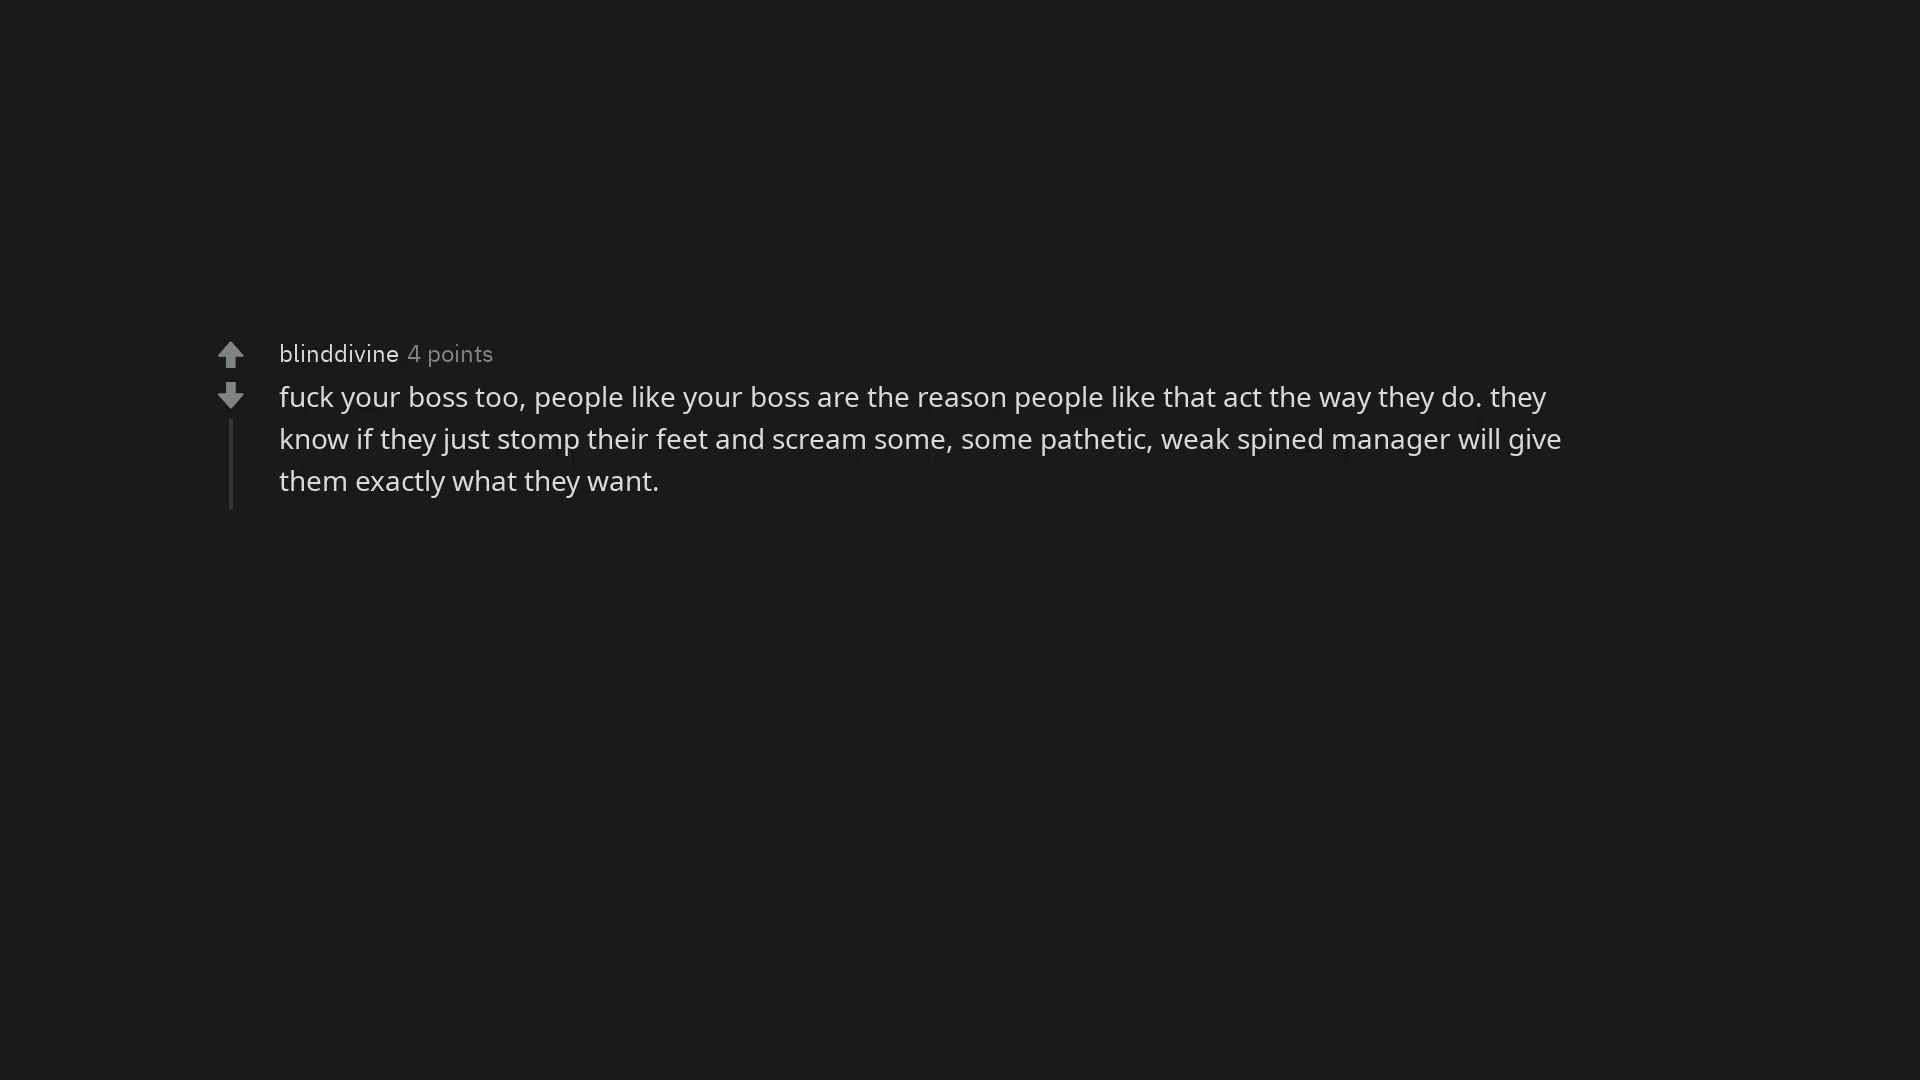 blinddivine 4 points
fuck your boss too, people like your boss are the reason people like that act the way they do. they
know if they just stomp their feet and scream some, some pathetic, weak spined manager will give
them exactly what they want.